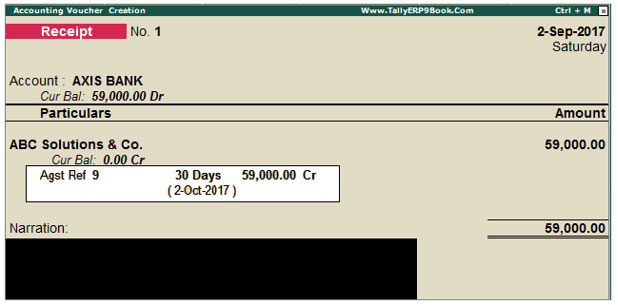 Accounting Voucher Creation www.TallyERP9Book.Com Ctrl + M
Receipt No. 1 2-Sep-2017
Saturday
Account : AXIS BANK
Cur Bal: 59,000.00 Dr
Particulars Amount
ABC Solutions & Co. 59,000.00
Cur Bal: 0.00 Cr
Agst Ref 9 30 Days 59,000.00 Cr
( 2-Oct-2017 )
Narration: 59,000.00